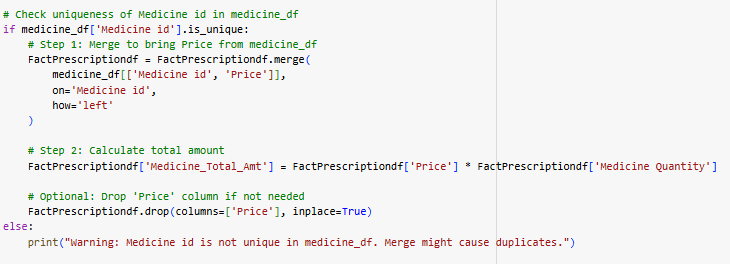 # Check uniqueness of Medicine id in medicine_df
if medicine_df['Medicine id'].is_unique:
    # Step 1: Merge to bring Price from medicine_df
    FactPrescriptiondf = FactPrescriptiondf.merge(
        medicine_df[['Medicine id', 'Price']],
        on='Medicine id',
        how='left'
    )
    # Step 2: Calculate total amount
    FactPrescriptiondf['Medicine_Total_Amt'] = FactPrescriptiondf['Price'] * FactPrescriptiondf['Medicine Quantity']
    # Optional: Drop 'Price' column if not needed
    FactPrescriptiondf.drop(columns=['Price'], inplace=True)
else:
    print("Warning: Medicine id is not unique in medicine_df. Merge might cause duplicates.")